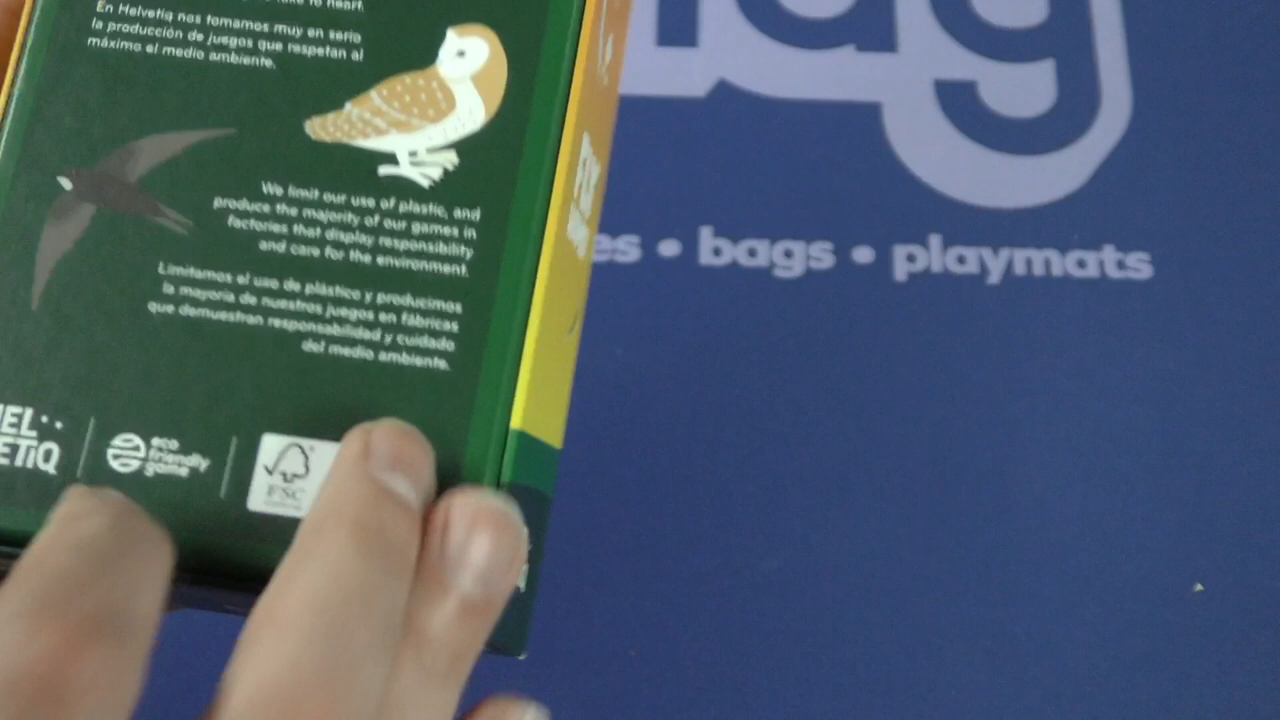 to heart.
En Helvetiq nos tomamos muy en serio
la producción de juegos que respetan al
máximo el medio ambiente.
We limit our use of plastic, and
produce the majority of our games in
factories that display responsibility
and care for the environment.
Limitamos el uso de plástico y producimos
la mayoría de nuestros juegos en fábricas
que demuestran responsabilidad y cuidado
del medio ambiente.
eco
friendly
game
FSC
es • bags • playmats